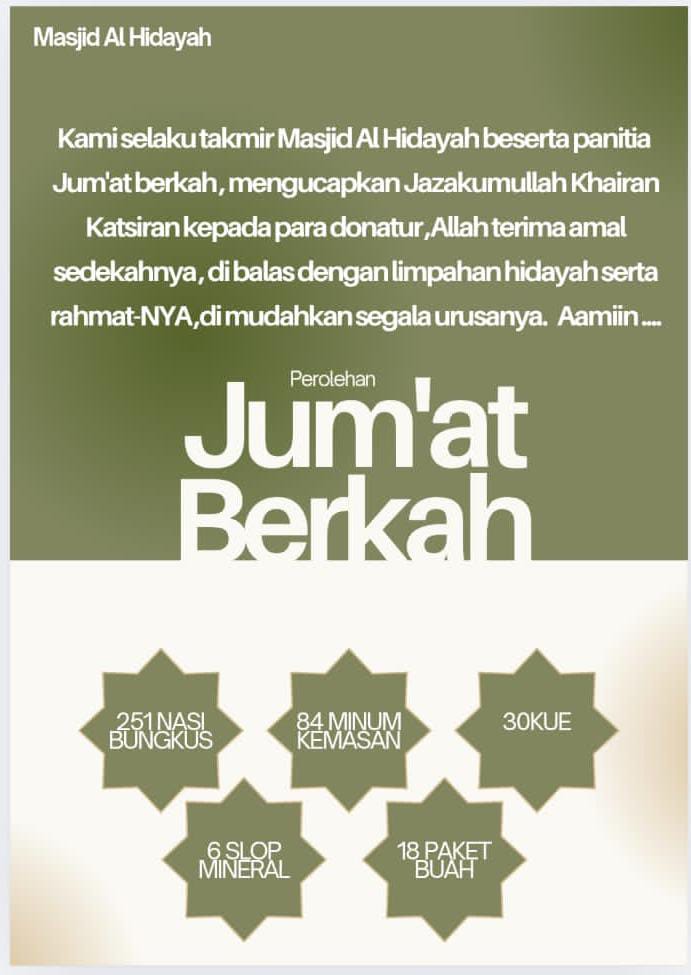 Masjid Al Hidayah
Kami selaku takmir Masjid Al Hidayah beserta panitia
Jum'at berkah , mengucapkan Jazakumullah Khairan
Katsiran kepada para donatur ,Allah terima amal
sedekahnya , di balas dengan limpahan hidayah serta
rahmat-NYA,di mudahkan segala urusanya. Aamiin ....
Perolehan
Jum'at
Berkah
251 NASI
BUNGKUS
84 MINUM
KEMASAN
30KUE
6 SLOP
MINERAL
18 PAKET
BUAH